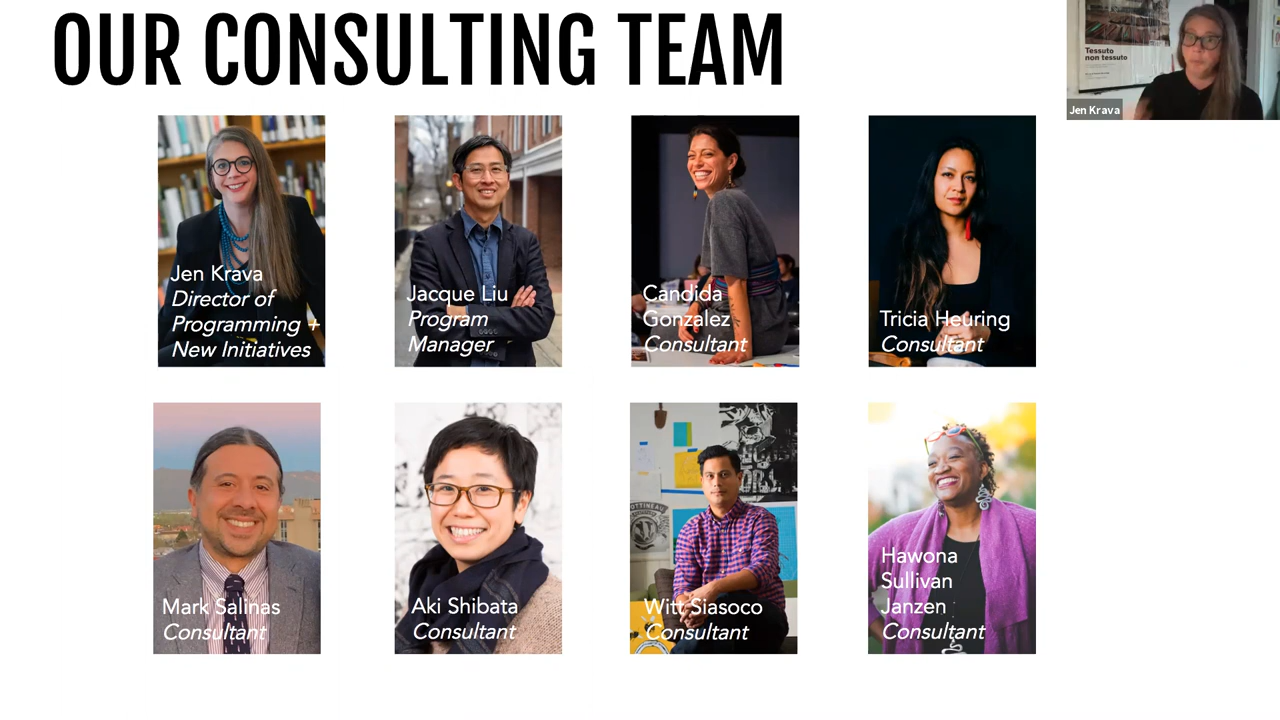 OUR CONSULTING TEAM
Tessuto
non tessuto
Jen Krava
Jen Krava
Director of
Programming +
New Initiatives
Jacque Liu
Program
Manager
Candida
Gonzalez
Consultant
Tricia Heuring
Consultant
Mark Salinas
Consultant
Aki Shibata
Consultant
Witt Siasoco
Consultant
Hawona
Sullivan
Janzen
Consultant